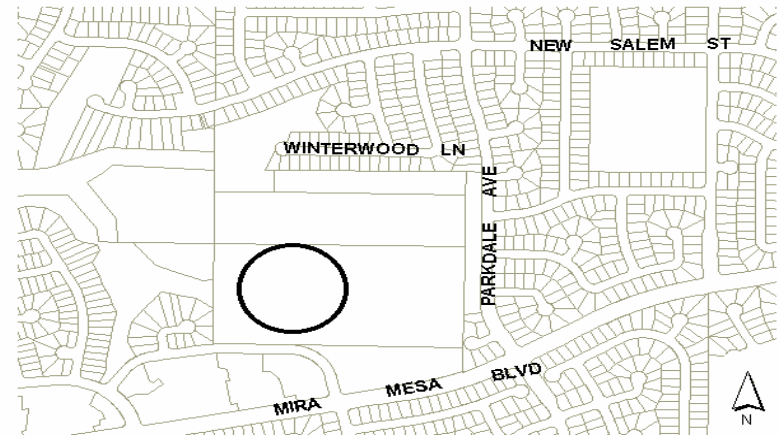 NEW SALEM ST
WINTERWOOD LN
PARKDALE AVE
MIRA MESA BLVD
N